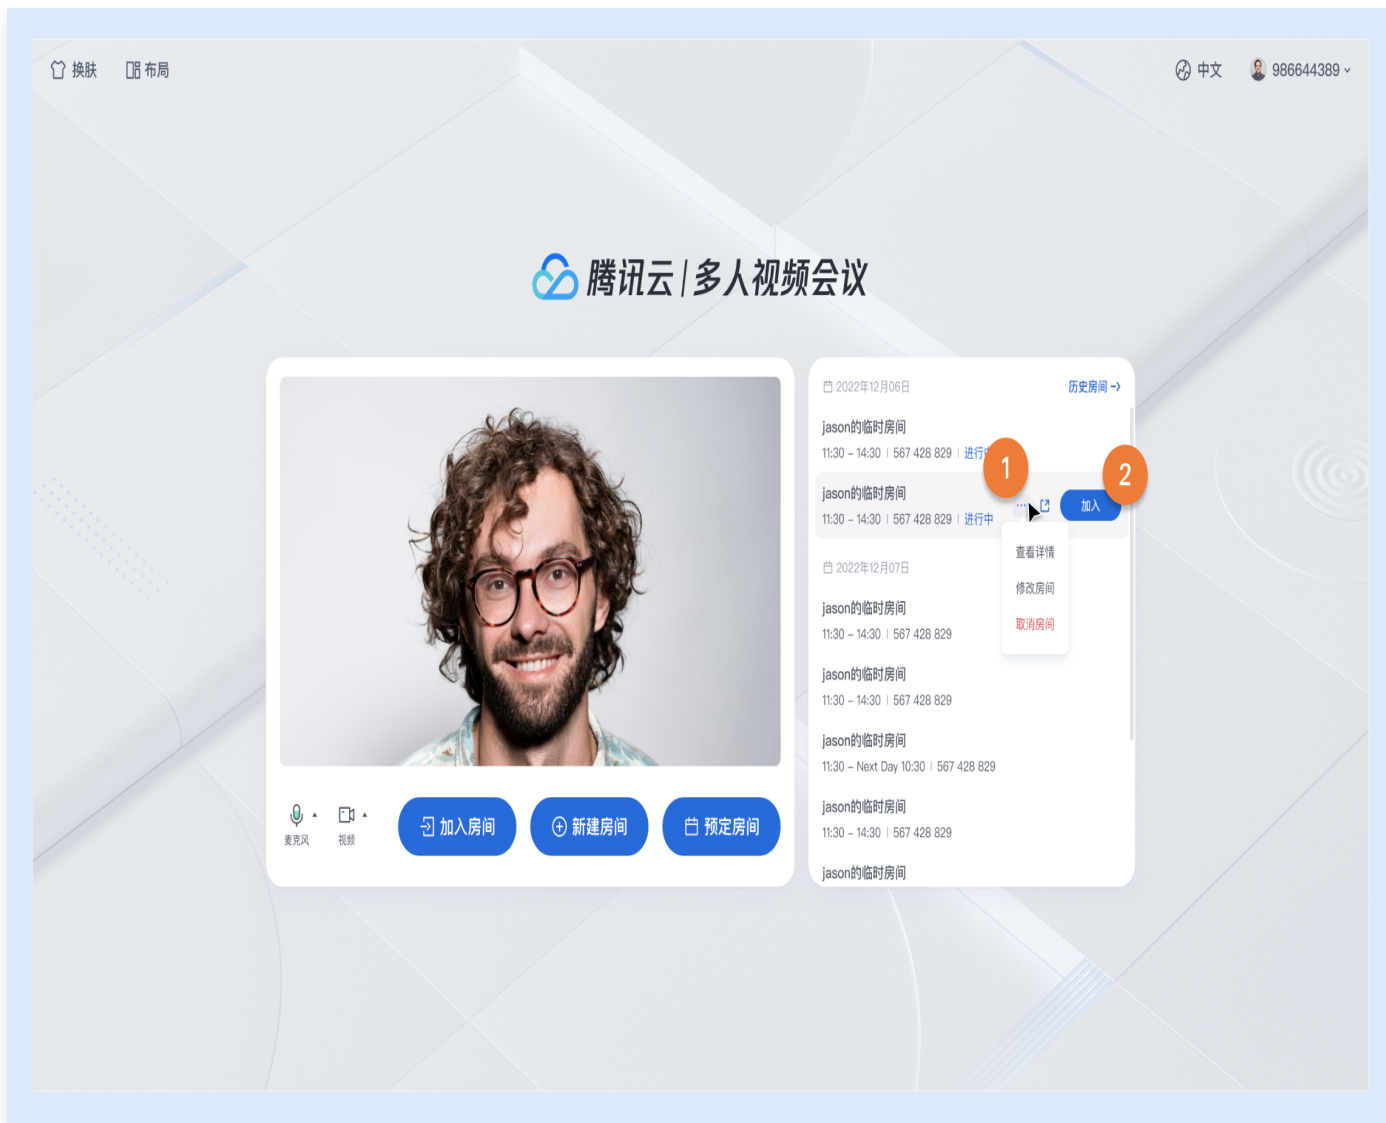 换肤 布局 中文 986644389
腾讯云 | 多人视频会议
2022年12月06日 历史房间
jason的临时房间
11:30 – 14:30 | 567 428 829 | 进行
1
2
jason的临时房间
11:30 – 14:30 | 567 428 829 | 进行中
... 加入
查看详情
修改房间
取消房间
2022年12月07日
jason的临时房间
11:30 – 14:30 | 567 428 829
jason的临时房间
11:30 – 14:30 | 567 428 829
jason的临时房间
11:30 – Next Day 10:30 | 567 428 829
jason的临时房间
11:30 – 14:30 | 567 428 829
jason的临时房间
麦克风 视频 加入房间 新建房间 预定房间